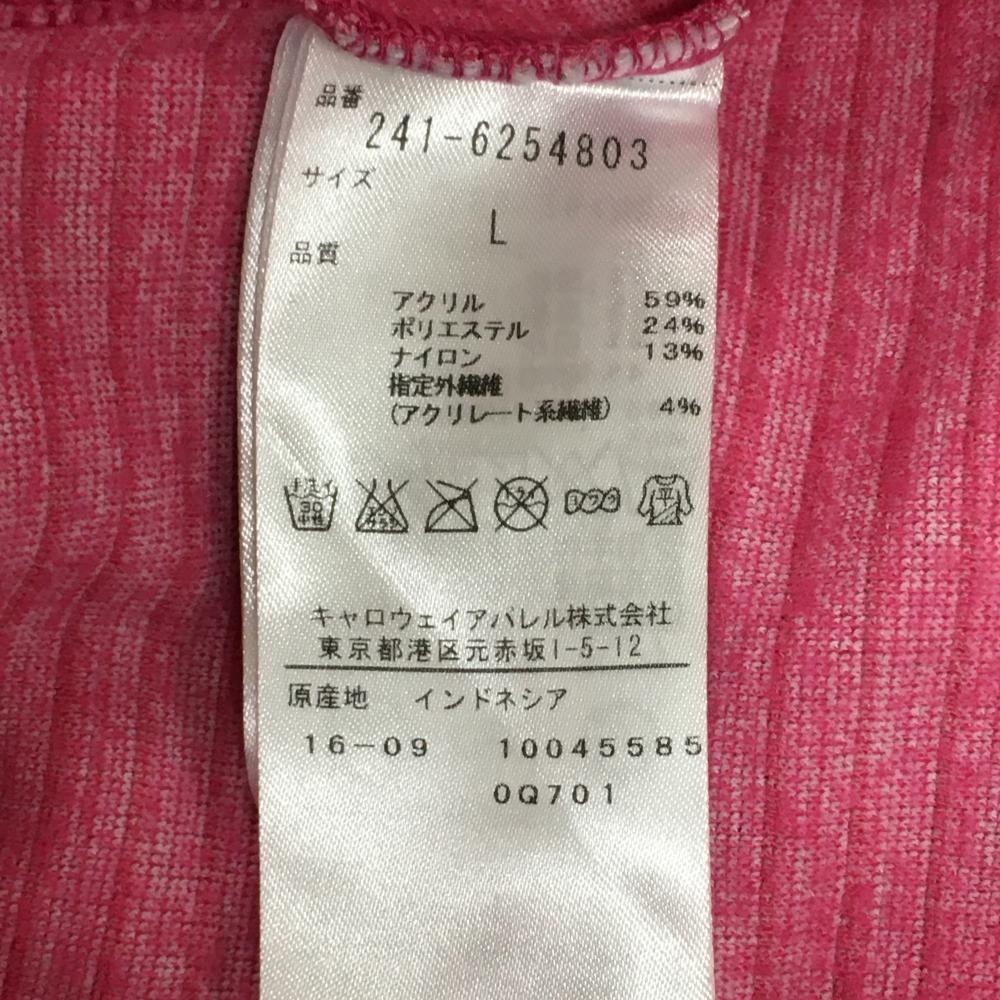 品番
241-6254803
サイズ
L
品質
アクリル 59%
ポリエステル 24%
ナイロン 13%
指定外繊維
(アクリレート系繊維) 4%
30 中性 平
キャロウェイアパレル株式会社
東京都港区元赤坂1-5-12
原産地 インドネシア
16-09 10045585
0Q701